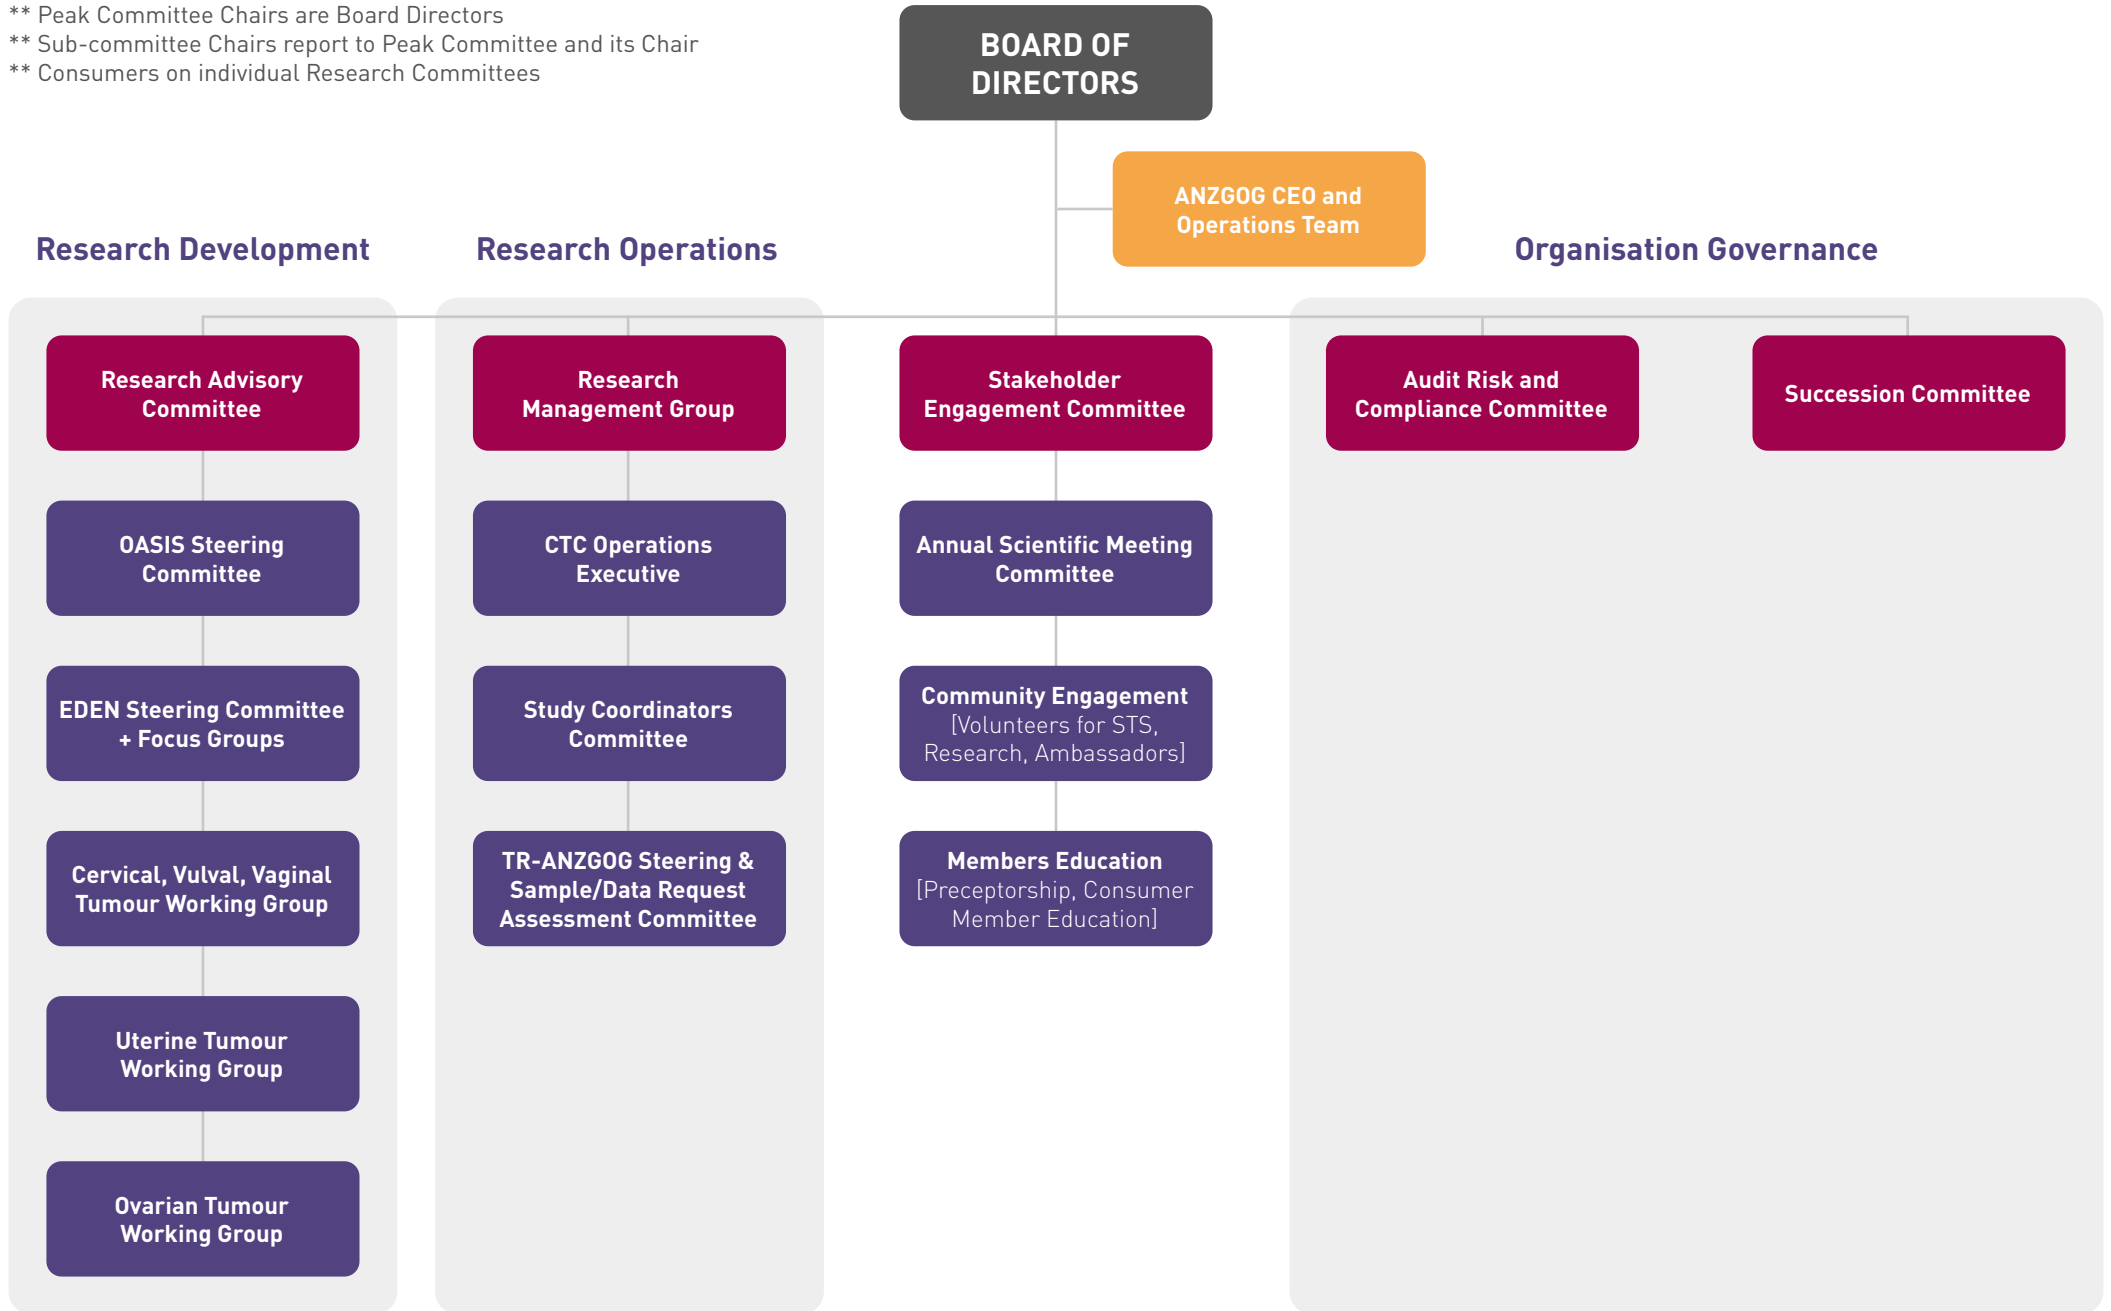 ** Peak Committee Chairs are Board Directors
** Sub-committee Chairs report to Peak Committee and its Chair
** Consumers on individual Research Committees
BOARD OF
DIRECTORS
ANZGOG CEO and
Operations Team
Research Development
Research Operations
Organisation Governance
Research Advisory
Committee
OASIS Steering
Committee
EDEN Steering Committee
+ Focus Groups
Cervical, Vulval, Vaginal
Tumour Working Group
Uterine Tumour
Working Group
Ovarian Tumour
Working Group
Research
Management Group
CTC Operations
Executive
Study Coordinators
Committee
TR-ANZGOG Steering &
Sample/Data Request
Assessment Committee
Stakeholder
Engagement Committee
Annual Scientific Meeting
Committee
Community Engagement
[Volunteers for STS,
Research, Ambassadors]
Members Education
[Preceptorship, Consumer
Member Education]
Audit Risk and
Compliance Committee
Succession Committee